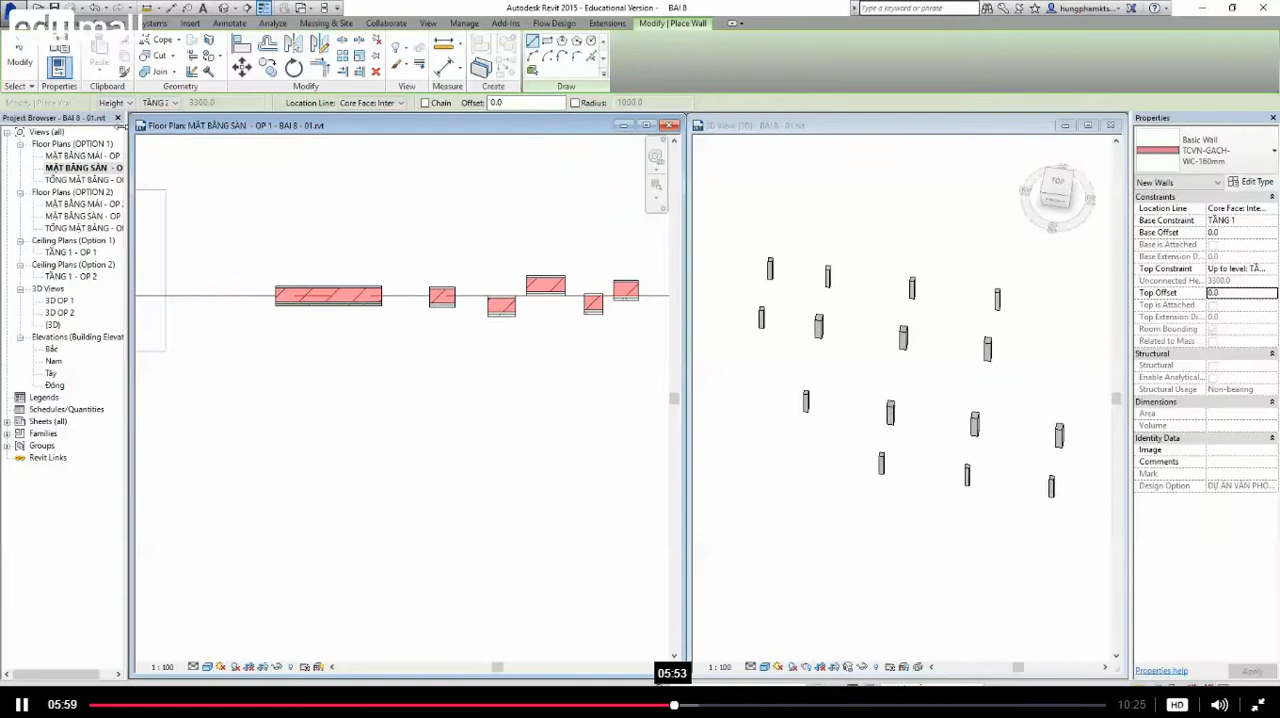 edumall
Autodesk Revit 2015 - Educational Version - BAI 8
Type a keyword or phrase
hungphamkts...
Systems Insert Annotate Analyze Massing & Site Collaborate View Manage Add-Ins Flow Design Extensions Modify | Place Wall
Modify
Paste
Cope
Cut
Join
Select Properties Clipboard Geometry Modify View Measure Create Draw
Modify | Place Wall
Height
TẦNG 2
3300.0
Location Line: Core Face: Inter
Chain
Offset: 0.0
Radius: 1000.0
Project Browser - BAI 8 - 01.rvt
Views (all)
Floor Plans (OPTION 1)
MẶT BẰNG MÁI - OP
MẶT BẰNG SÀN - O
TỔNG MẶT BẰNG - O
Floor Plans (OPTION 2)
MẶT BẰNG MÁI - OP 2
MẶT BẰNG SÀN - OP
TỔNG MẶT BẰNG - O
Ceiling Plans (Option 1)
TẦNG 1 - OP 1
Ceiling Plans (Option 2)
TẦNG 1 - OP 2
3D Views
3D OP 1
3D OP 2
{3D}
Elevations (Building Elevat
Bắc
Nam
Tây
Đông
Legends
Schedules/Quantities
Sheets (all)
Families
Groups
Revit Links
Floor Plan: MẶT BẰNG SÀN - OP 1 - BAI 8 - 01.rvt
1 : 100
3D View: {3D} - BAI 8 - 01.rvt
TOP
FRONT
1 : 100
Properties
Basic Wall
TCVN-GACH-
WC-160mm
New Walls
Edit Type
Constraints
Location Line Core Face: Inte...
Base Constraint TẦNG 1
Base Offset 0.0
Base is Attached
Base Extension D... 0.0
Top Constraint Up to level: TẦ...
Unconnected He... 3300.0
Top Offset 0.0
Top is Attached
Top Extension Di... 0.0
Room Bounding
Related to Mass
Structural
Structural
Enable Analytical...
Structural Usage Non-bearing
Dimensions
Area
Volume
Identity Data
Image
Comments
Mark
Design Option DỰ ÁN VĂN PHÒ
Properties help
Apply
05:53
05:59
10:25
HD